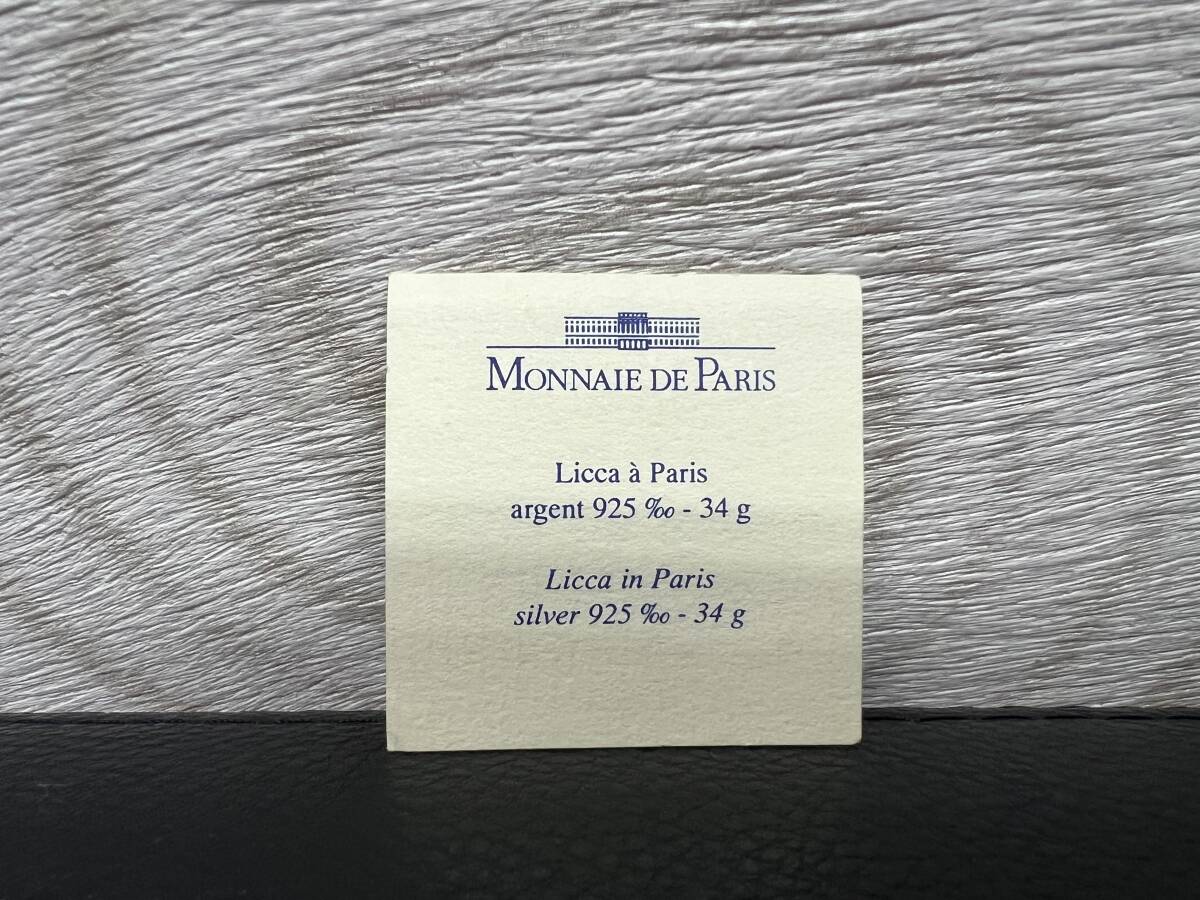 MONNAIE DE PARIS
Licca à Paris
argent 925 ‰ - 34 g
Licca in Paris
silver 925 ‰ - 34 g